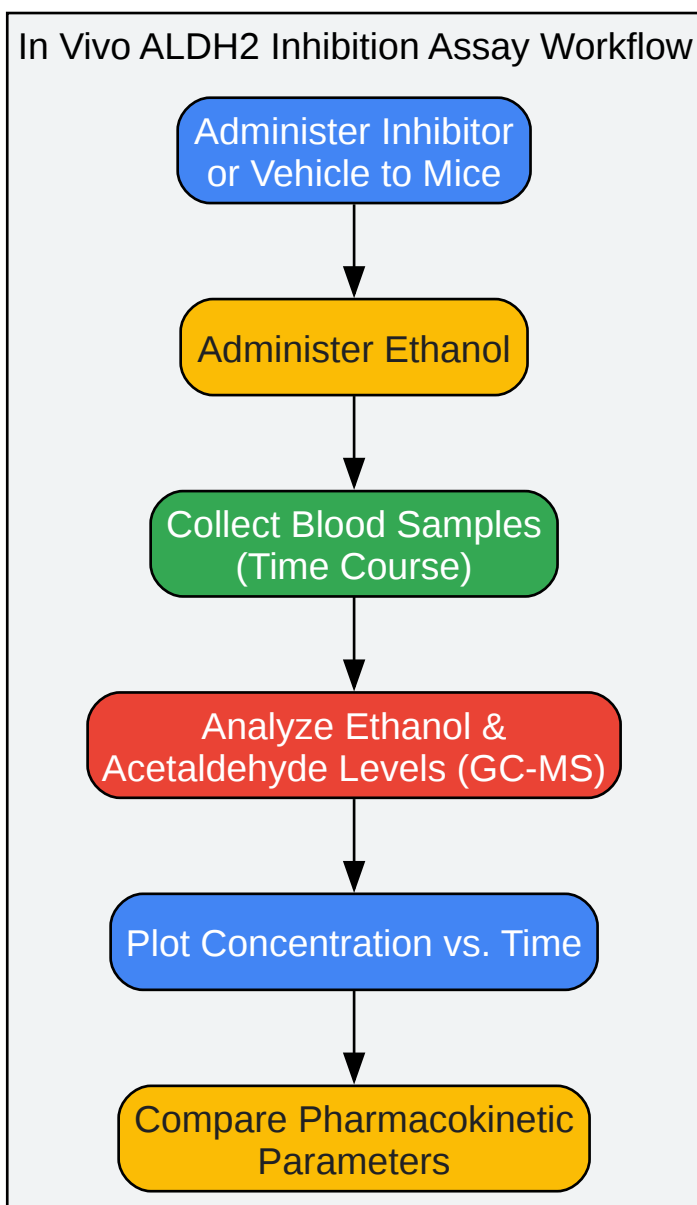 In Vivo ALDH2 Inhibition Assay Workflow
Administer Inhibitor
or Vehicle to Mice
Administer Ethanol
Collect Blood Samples
(Time Course)
Analyze Ethanol &
Acetaldehyde Levels (GC-MS)
Plot Concentration vs. Time
Compare Pharmacokinetic
Parameters